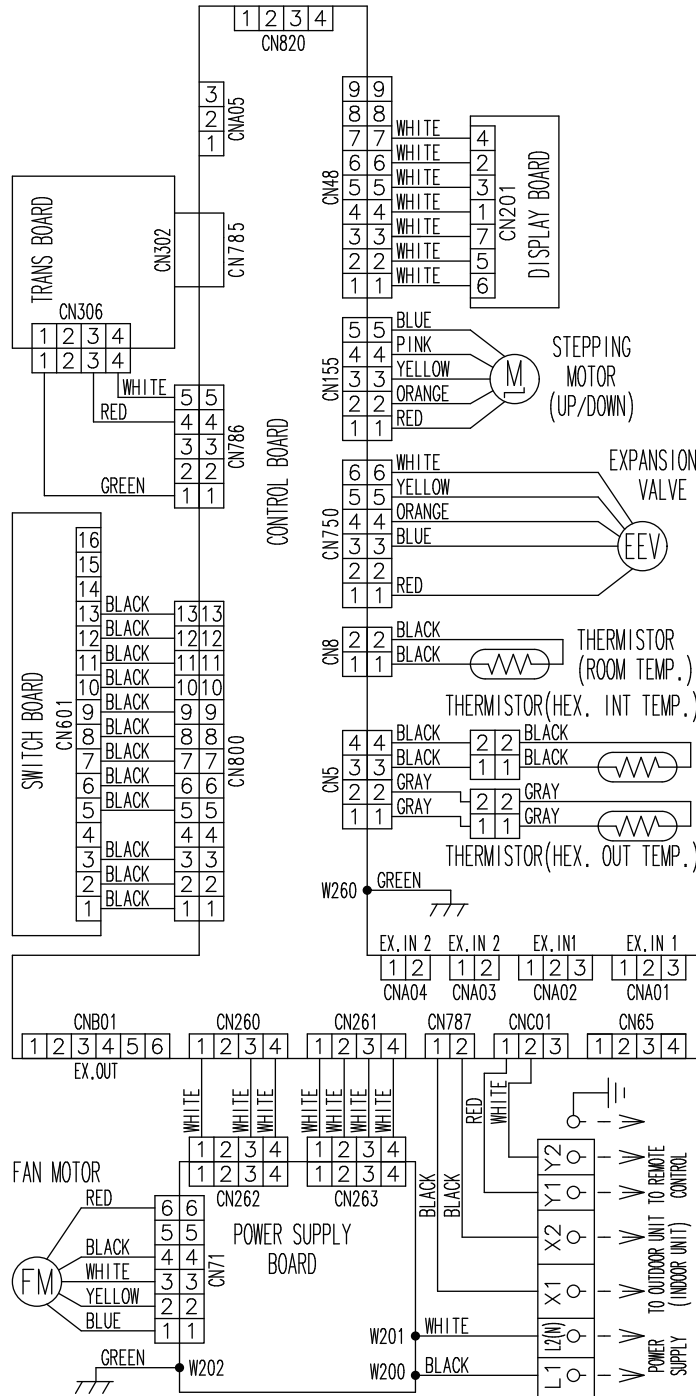 1 2 3 4
CN820
3
2
1
CNA05
TRANS BOARD
CN302
CN785
CN306
1 2 3 4
1 2 3 4
WHITE
RED
GREEN
5 5
4 4
3 3
2 2
1 1
CN786
CONTROL BOARD
CN48
9 9
8 8
7 7 WHITE 4
6 6 WHITE 2
5 5 WHITE 3
4 4 WHITE 1
3 3 WHITE 7
2 2 WHITE 5
1 1 WHITE 6
CN201
DISPLAY BOARD
CN155
5 5 BLUE
4 4 PINK
3 3 YELLOW
2 2 ORANGE
1 1 RED
M
STEPPING
MOTOR
(UP/DOWN)
CN750
6 6 WHITE
5 5 YELLOW
4 4 ORANGE
3 3 BLUE
2 2
1 1 RED
EXPANSION
VALVE
EEV
CN8
2 2 BLACK
1 1 BLACK
THERMISTOR
(ROOM TEMP.)
THERMISTOR(HEX. INT TEMP.)
CN5
4 4 BLACK 2 2 BLACK
3 3 BLACK 1 1 BLACK
2 2 GRAY 2 2 GRAY
1 1 GRAY 1 1 GRAY
THERMISTOR(HEX. OUT TEMP.)
SWITCH BOARD
CN601
16
15
14
13 BLACK 13 13
12 BLACK 12 12
11 BLACK 11 11
10 BLACK 10 10
9 BLACK 9 9
8 BLACK 8 8
7 BLACK 7 7
6 BLACK 6 6
5 BLACK 5 5
4 4 4
3 BLACK 3 3
2 BLACK 2 2
1 BLACK 1 1
CN800
W260 GREEN
EX.IN 2 EX.IN 2 EX.IN1 EX.IN 1
1 2 1 2 1 2 3 1 2 3
CNA04 CNA03 CNA02 CNA01
CNB01 CN260 CN261 CN787 CNC01 CN65
1 2 3 4 5 6 1 2 3 4 1 2 3 4 1 2 1 2 3 1 2 3 4
EX.OUT
WHITE WHITE WHITE WHITE WHITE WHITE WHITE
RED
WHITE
BLACK
BLACK
1 2 3 4 1 2 3 4
1 2 3 4 1 2 3 4
CN262 CN263
FAN MOTOR
FM
RED 6 6
5 5
BLACK 4 4
WHITE 3 3
YELLOW 2 2
BLUE 1 1
CN71
POWER SUPPLY
BOARD
GREEN W202
W201 WHITE
W200 BLACK
Y2
Y1
X2
X1
L2(N)
L1
TO REMOTE
CONTROL
TO OUTDOOR UNIT
(INDOOR UNIT)
POWER
SUPPLY